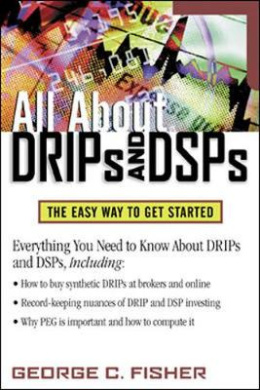 All About
DRIPs AND DSPs
THE EASY WAY TO GET STARTED
Everything You Need to Know About DRIPs
and DSPs, Including:
• How to buy synthetic DRIPs at brokers and online
• Record-keeping nuances of DRIP and DSP investing
• Why PEG is important and how to compute it
GEORGE C. FISHER